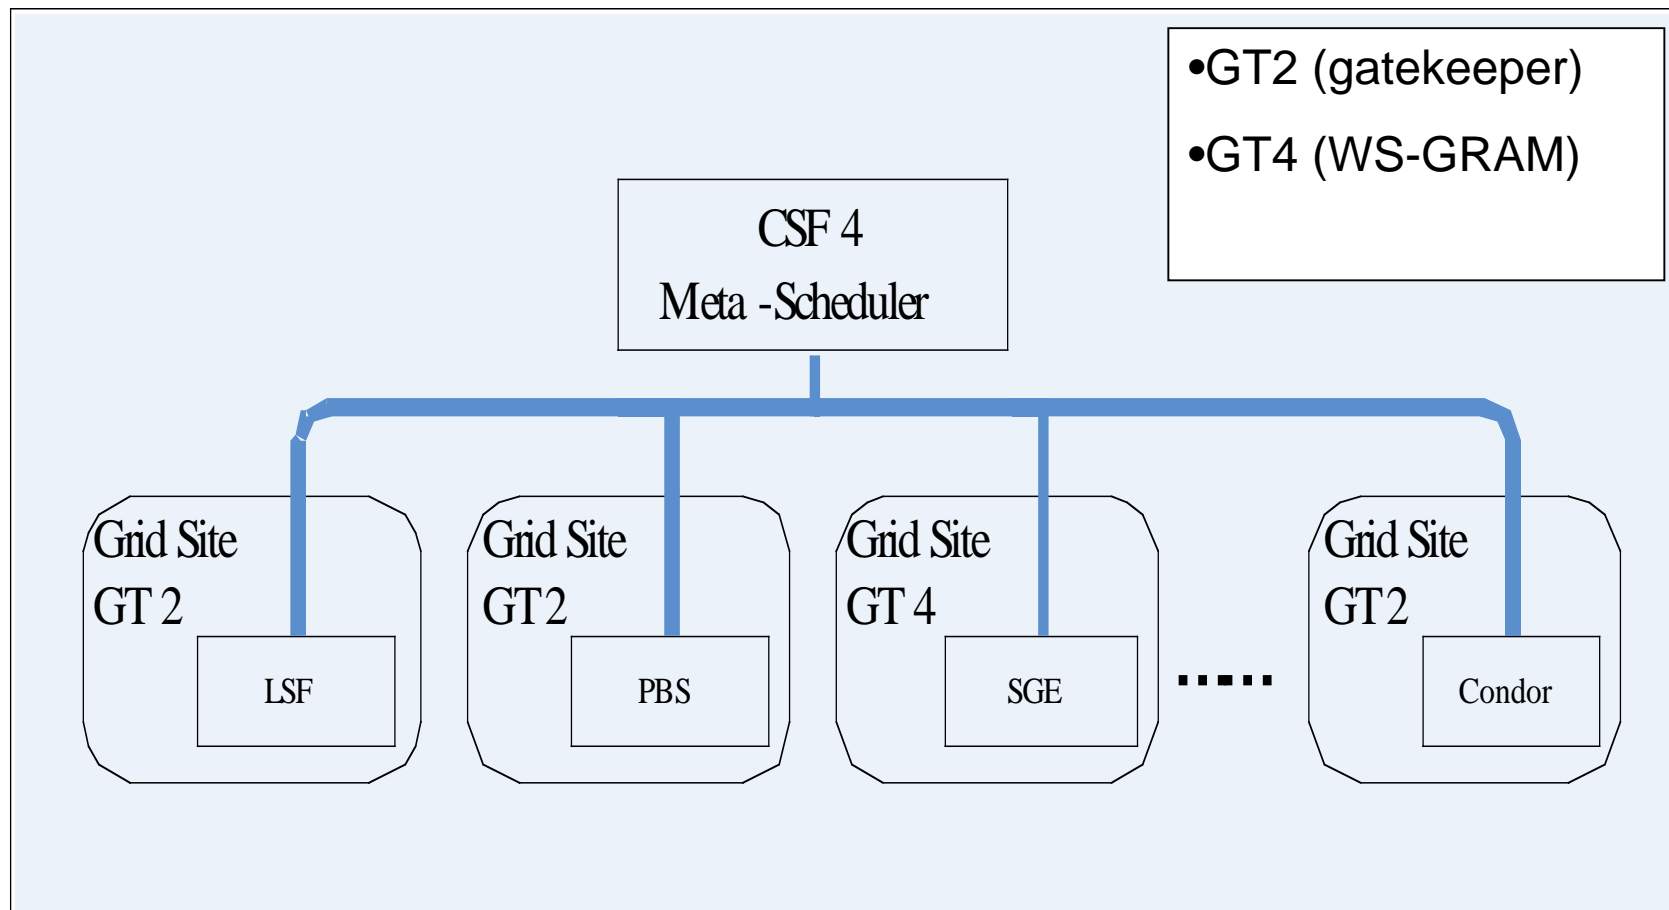 •GT2 (gatekeeper)
•GT4 (WS-GRAM)
CSF 4
Meta -Scheduler
Grid Site
GT 2
LSF
Grid Site
GT2
PBS
Grid Site
GT 4
SGE
......
Grid Site
GT2
Condor